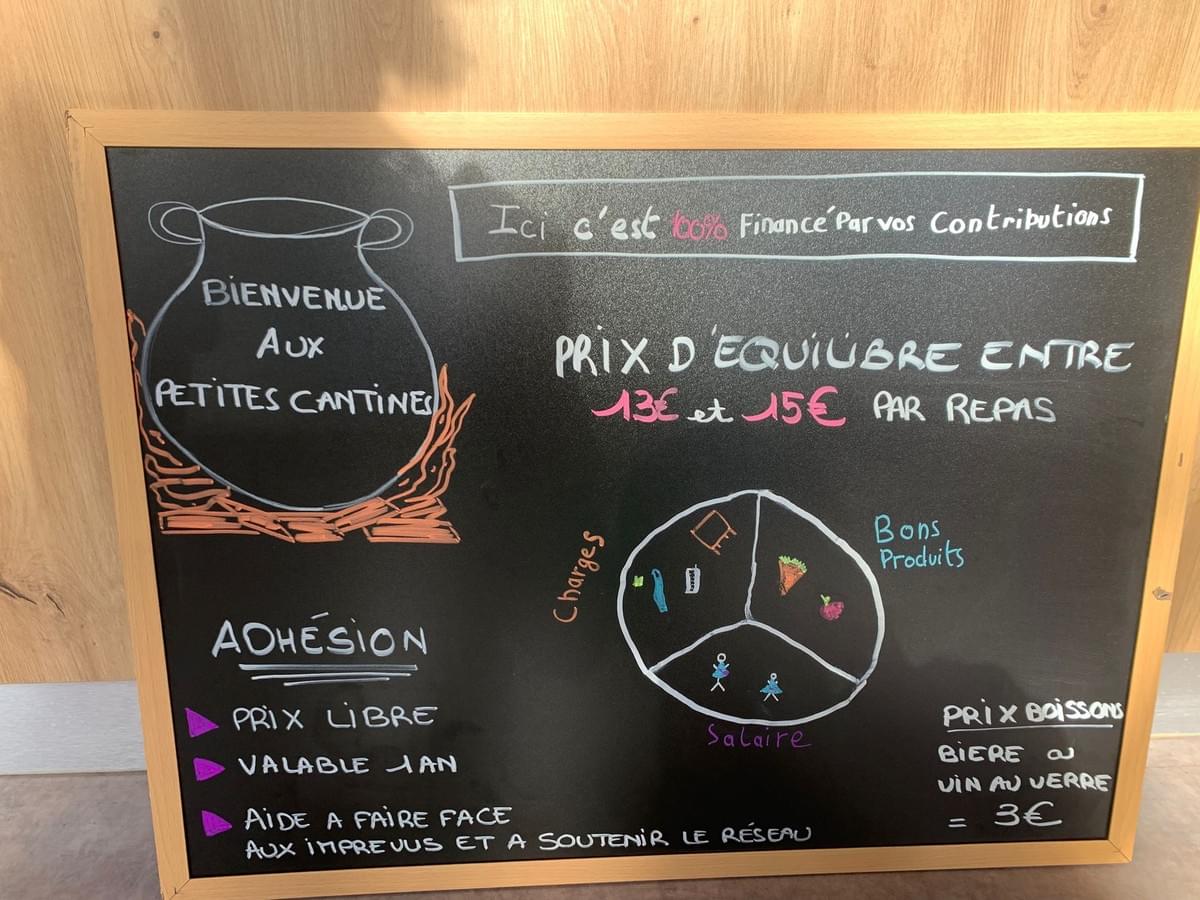 BIENVENUE
AUX
PETITES CANTINES
Ici c'est 100% Financé Par vos Contributions
PRIX D'EQUILIBRE ENTRE
13€ et 15€ PAR REPAS
Charges
Bons
Produits
Salaire
ADHÉSION
PRIX LIBRE
VALABLE 1 AN
AIDE A FAIRE FACE
AUX IMPREVUS ET A SOUTENIR LE RÉSEAU
PRIX BOISSONS
BIERE ou
VIN AU VERRE
= 3€